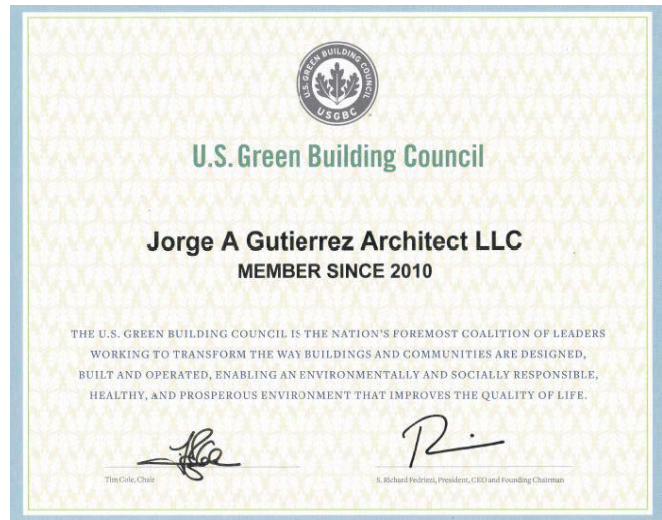 U.S. GREEN BUILDING COUNCIL
USGBC
U.S. Green Building Council
Jorge A Gutierrez Architect LLC
MEMBER SINCE 2010
THE U.S. GREEN BUILDING COUNCIL IS THE NATION'S FOREMOST COALITION OF LEADERS
WORKING TO TRANSFORM THE WAY BUILDINGS AND COMMUNITIES ARE DESIGNED,
BUILT AND OPERATED, ENABLING AN ENVIRONMENTALLY AND SOCIALLY RESPONSIBLE,
HEALTHY, AND PROSPEROUS ENVIRONMENT THAT IMPROVES THE QUALITY OF LIFE.
Tim Cole, Chair
S. Richard Fedrizzi, President, CEO and Founding Chairman